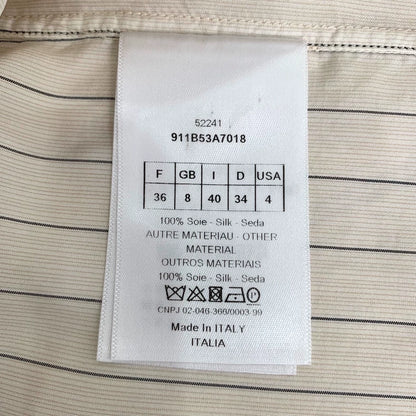 52241
911B53A7018
F GB I D USA
36 8 40 34 4
100% Soie - Silk - Seda
AUTRE MATERIAU - OTHER
MATERIAL
OUTROS MATERIAIS
100% Soie - Silk - Seda
CNPJ 02-046-366/0003-99
Made In ITALY
ITALIA